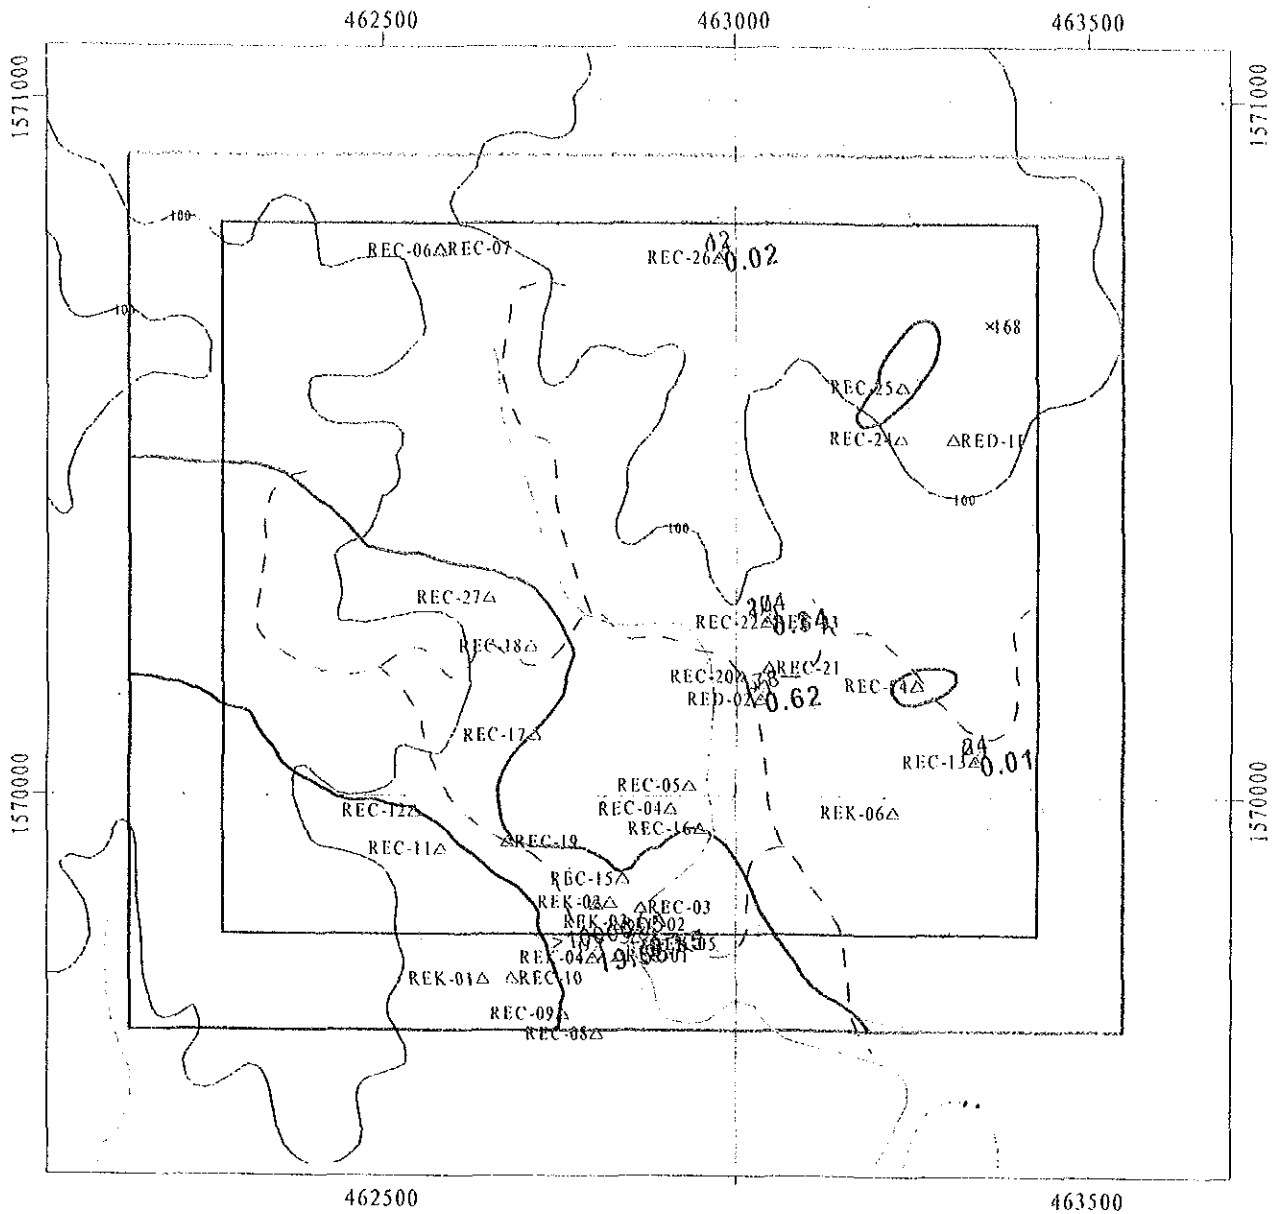 462500 463000 463500
1571000 1571000
100
REC-06 REC-07
REC-26 0.02
100
×168
REC-25
REC-24 RED-11
100
100
REC-27
REC-22
REC-18
REC-21
REC-20
REC-14
RED-02 0.62
REC-17
REC-13 0.01
REC-05
1570000 1570000
REC-12 REC-04 REK-06
REC-16
REC-19
REC-11
REC-15
REK-02 REC-03
REK-04
REC-10
REC-09
REC-08
462500 463500